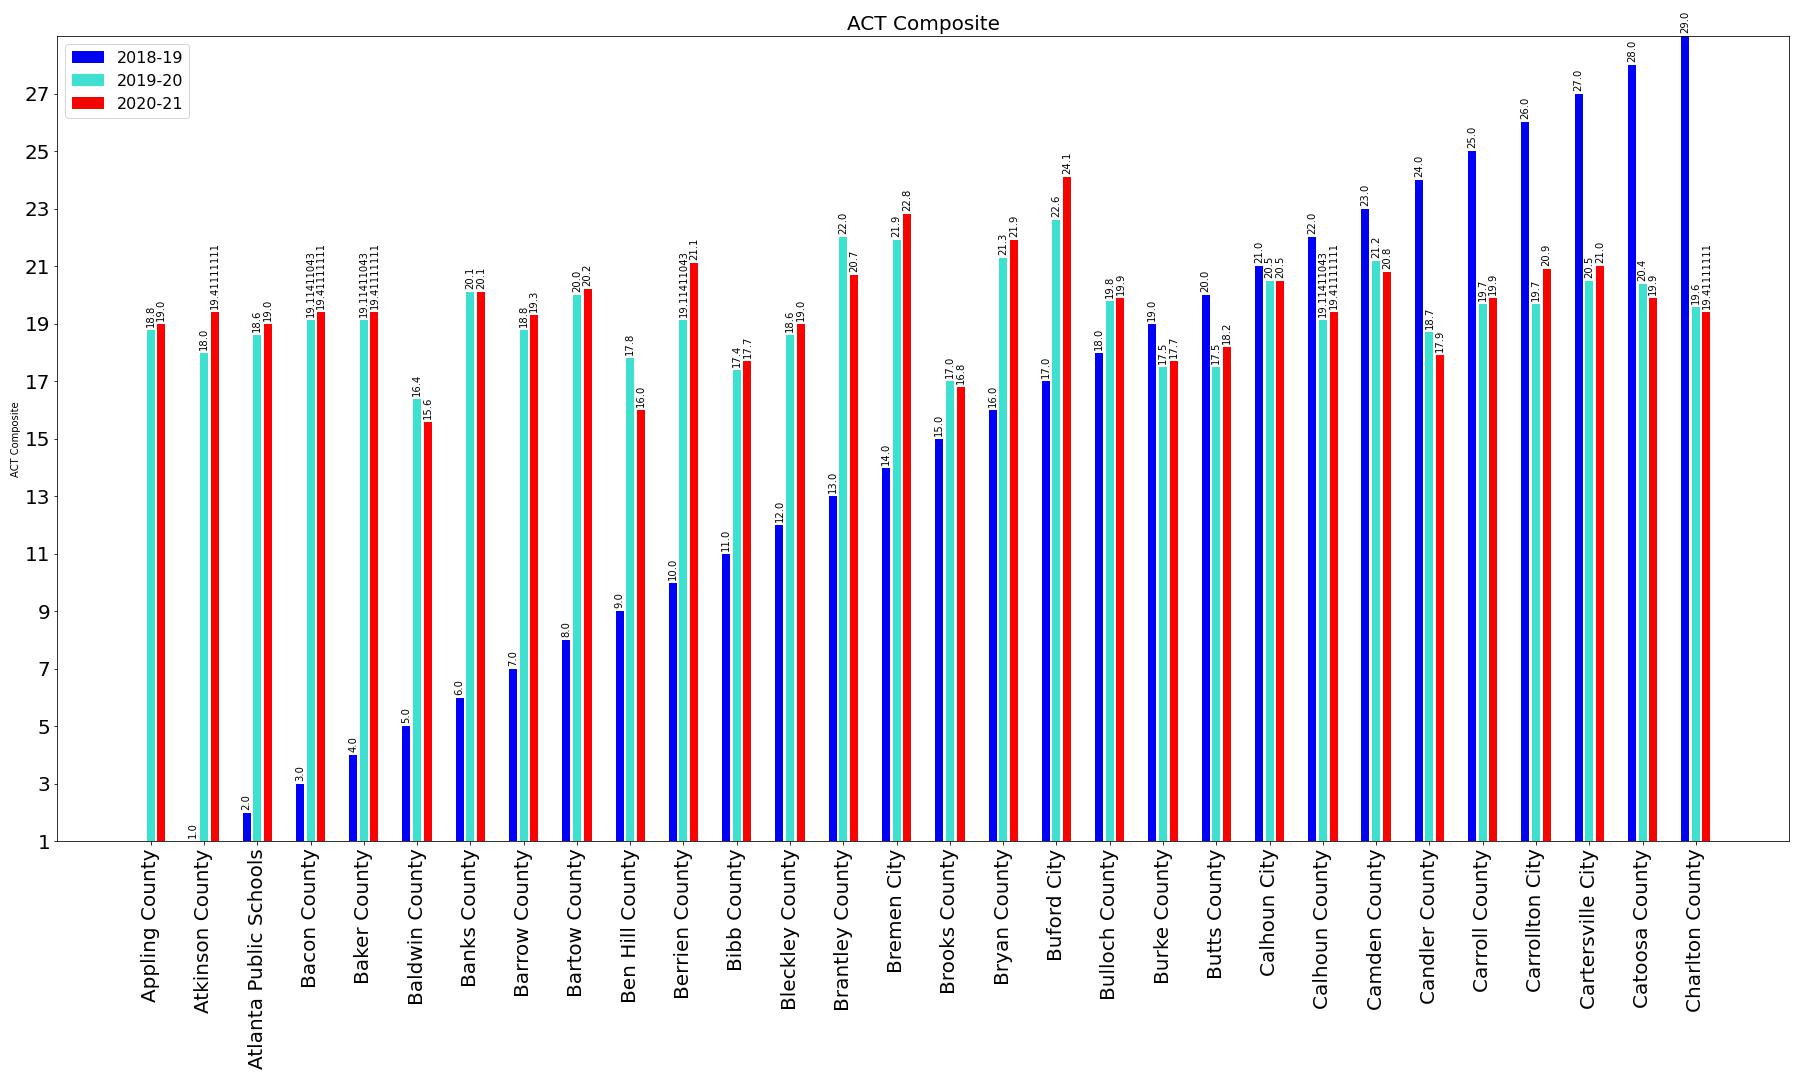 ACT Composite
2018-19
2019-20
2020-21
ACT Composite
27
25
23
21
19
17
15
13
11
9
7
5
3
1
18.8 19.0
1.0 18.0 19.41111111
2.0 18.6 19.0
3.0 19.11411043 19.41111111
4.0 19.11411043 19.41111111
5.0 16.4 15.6
6.0 20.1 20.1
7.0 18.8 19.3
8.0 20.0 20.2
9.0 17.8 16.0
10.0 19.11411043 21.1
11.0 17.4 17.7
12.0 18.6 19.0
13.0 22.0 20.7
14.0 21.9 22.8
15.0 17.0 16.8
16.0 21.3 21.9
17.0 22.6 24.1
18.0 19.8 19.9
19.0 17.5 17.7
20.0 17.5 18.2
21.0 20.5 20.5
22.0 19.11411043 19.41111111
23.0 21.2 20.8
24.0 18.7 17.9
25.0 19.7 19.9
26.0 19.7 20.9
27.0 20.5 21.0
28.0 20.4 19.9
29.0 19.6 19.41111111
Appling County
Atkinson County
Atlanta Public Schools
Bacon County
Baker County
Baldwin County
Banks County
Barrow County
Bartow County
Ben Hill County
Berrien County
Bibb County
Bleckley County
Brantley County
Bremen City
Brooks County
Bryan County
Buford City
Bulloch County
Burke County
Butts County
Calhoun City
Calhoun County
Camden County
Candler County
Carroll County
Carrollton City
Cartersville City
Catoosa County
Charlton County